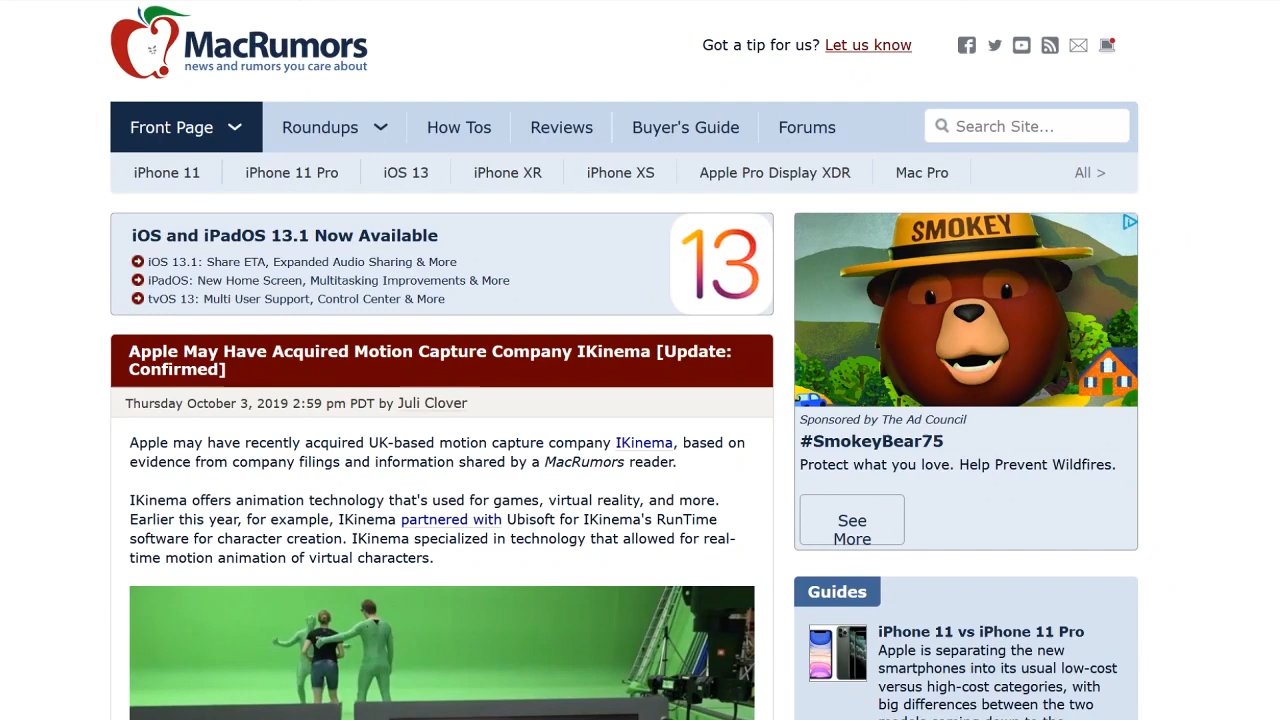 MacRumors
news and rumors you care about
Got a tip for us? Let us know
Front Page
Roundups
How Tos
Reviews
Buyer's Guide
Forums
Search Site...
iPhone 11
iPhone 11 Pro
iOS 13
iPhone XR
iPhone XS
Apple Pro Display XDR
Mac Pro
All >
iOS and iPadOS 13.1 Now Available
iOS 13.1: Share ETA, Expanded Audio Sharing & More
iPadOS: New Home Screen, Multitasking Improvements & More
tvOS 13: Multi User Support, Control Center & More
13
Apple May Have Acquired Motion Capture Company IKinema [Update:
Confirmed]
Thursday October 3, 2019 2:59 pm PDT by Juli Clover
Apple may have recently acquired UK-based motion capture company IKinema, based on
evidence from company filings and information shared by a MacRumors reader.
IKinema offers animation technology that's used for games, virtual reality, and more.
Earlier this year, for example, IKinema partnered with Ubisoft for IKinema's RunTime
software for character creation. IKinema specialized in technology that allowed for real-
time motion animation of virtual characters.
SMOKEY
Sponsored by The Ad Council
#SmokeyBear75
Protect what you love. Help Prevent Wildfires.
See
More
Guides
iPhone 11 vs iPhone 11 Pro
Apple is separating the new
smartphones into its usual low-cost
versus high-cost categories, with
big differences between the two
models coming down to the